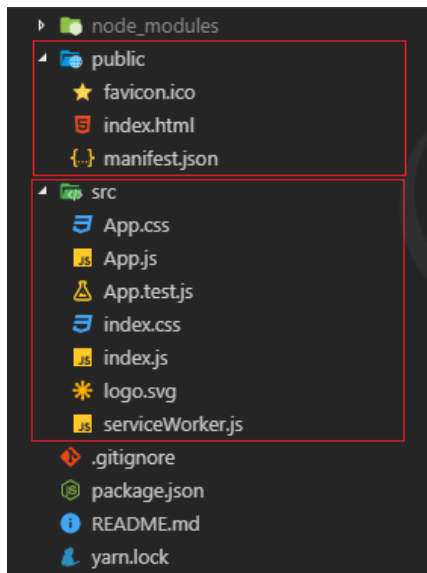 node_modules
public
favicon.ico
index.html
manifest.json
src
App.css
App.js
App.test.js
index.css
index.js
logo.svg
serviceWorker.js
.gitignore
package.json
README.md
yarn.lock